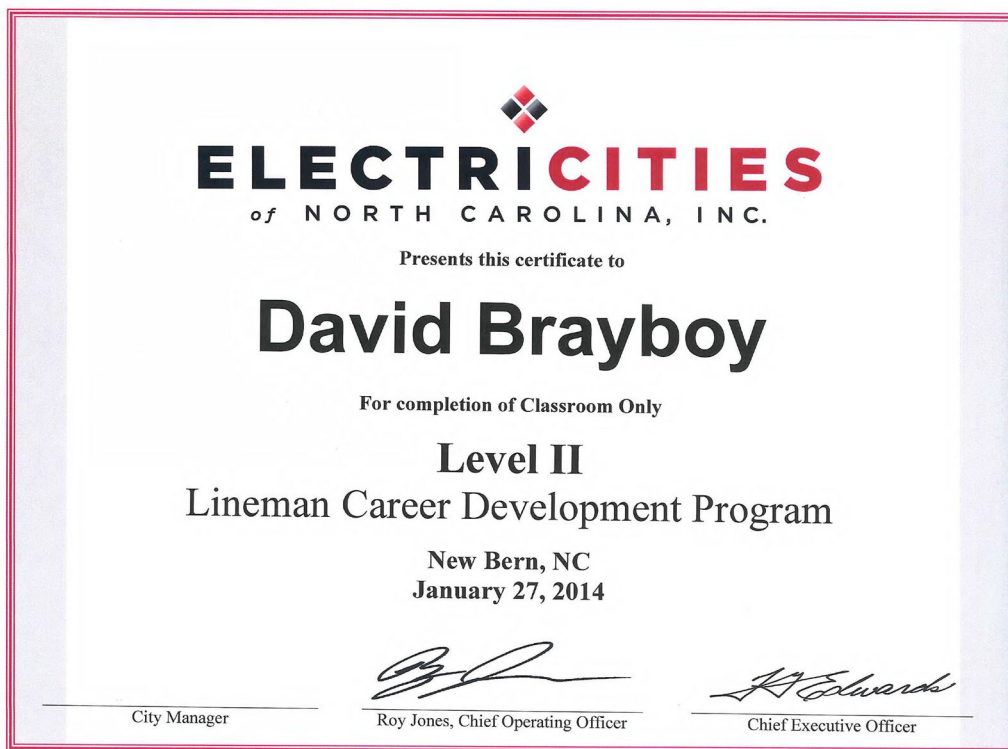 ELECTRICITIES
of NORTH CAROLINA, INC.
Presents this certificate to
David Brayboy
For completion of Classroom Only
Level II
Lineman Career Development Program
New Bern, NC
January 27, 2014
Edwards
City Manager
Roy Jones, Chief Operating Officer
Chief Executive Officer